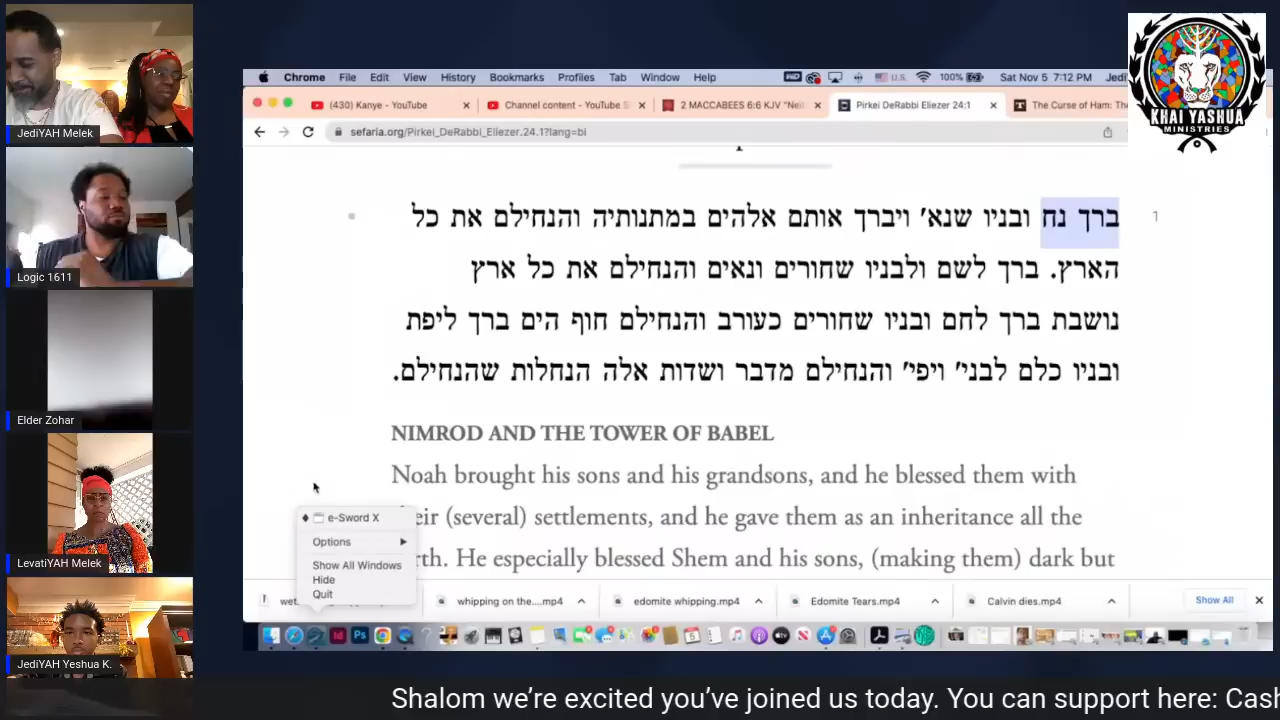 JediYAH Melek
Logic 1611
Elder Zohar
LevatiYAH Melek
JediYAH Yeshua K.
Chrome File Edit View History Bookmarks Profiles Tab Window Help
U.S. 100% Sat Nov 5 7:12 PM Jedi
(430) Kanye - YouTube
Channel content - YouTube S
2 MACCABEES 6:6 KJV "Neit
Pirkei DeRabbi Eliezer 24:1
The Curse of Ham: The
sefaria.org/Pirkei_DeRabbi_Eliezer.24.1?lang=bi
1
ברך נח ובניו שנא׳ ויברך אותם אלהים במתנותיה והנחילם את כל
הארץ. ברך לשם ולבניו שחורים ונאים והנחילם את כל ארץ
נושבת ברך לחם ובניו שחורים כעורב והנחילם חוף הים ברך ליפת
ובניו כלם לבני׳ ויפי׳ והנחילם מדבר ושדות אלה הנחלות שהנחילם.
NIMROD AND THE TOWER OF BABEL
Noah brought his sons and his grandsons, and he blessed them with
eir (several) settlements, and he gave them as an inheritance all the
rth. He especially blessed Shem and his sons, (making them) dark but
e-Sword X
Options
Show All Windows
Hide
Quit
wet
whipping on the....mp4
edomite whipping.mp4
Edomite Tears.mp4
Calvin dies.mp4
Show All
KHAI YASHUA
MINISTRIES
Shalom we’re excited you’ve joined us today. You can support here: Cash